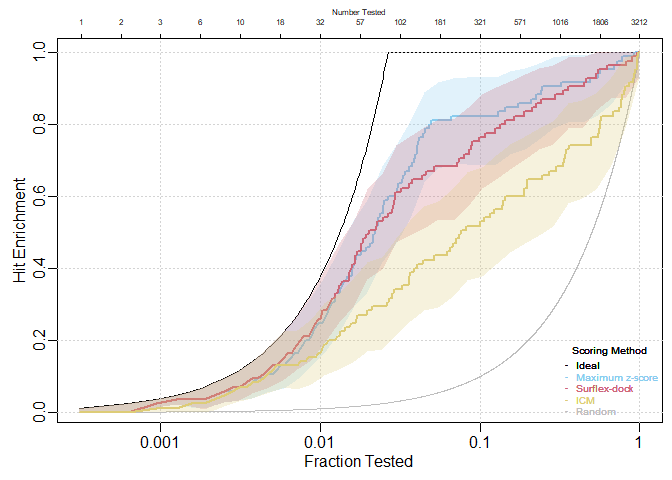 Number Tested
1 2 3 6 10 18 32 57 102 181 321 571 1016 1806 3212
1.0
0.8
0.6
0.4
0.2
0.0
Hit Enrichment
Scoring Method
Ideal
Maximum z-score
Surflex-dock
ICM
Random
0.001 0.01 0.1 1
Fraction Tested